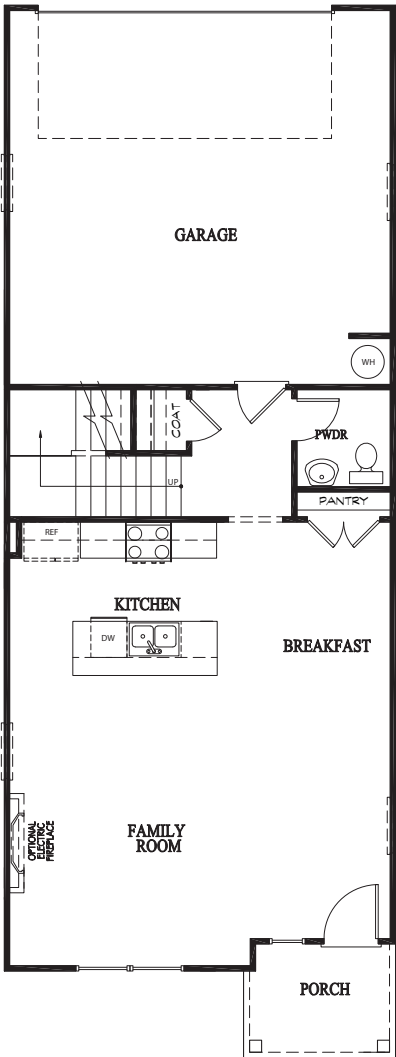 GARAGE
WH
COAT
PWDR
UP
PANTRY
REF
KITCHEN
DW
BREAKFAST
OPTIONAL
ELECTRIC
FIREPLACE
FAMILY
ROOM
PORCH